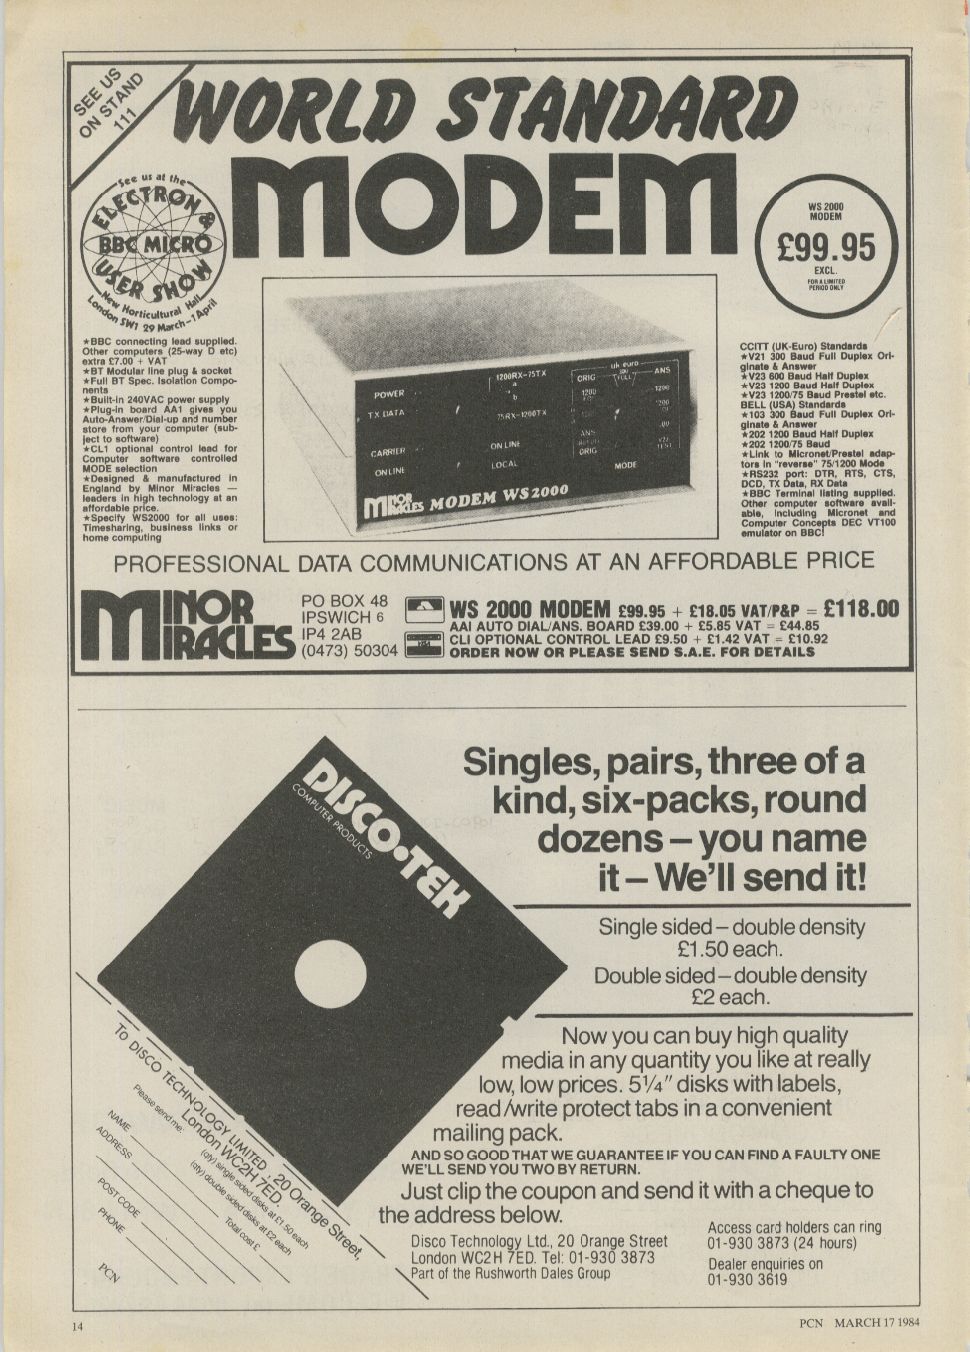 SEE US
ON STAND
111
WORLD STANDARD
MODEM
See us at the
ELECTRON &
BBC MICRO
USER SHOW
New Horticultural Hall
London SW1 29 March–1 April
WS 2000
MODEM
£99.95
EXCL.
FOR A LIMITED
PERIOD ONLY
★BBC connecting lead supplied.
Other computers (25-way D etc)
extra £7.00 + VAT
★BT Modular line plug & socket
★Full BT Spec. Isolation Compo-
nents
★Built-in 240VAC power supply
★Plug-in board AA1 gives you
Auto-Answer/Dial-up and number
store from your computer (sub-
ject to software)
★CL1 optional control lead for
Computer software controlled
MODE selection
★Designed & manufactured in
England by Minor Miracles —
leaders in high technology at an
affordable price.
★Specify WS2000 for all uses:
Timesharing, business links or
home computing
POWER
TX DATA
CARRIER
ON LINE
1200RX-75TX
a
b
75RX-1200TX
ON LINE
LOCAL
uk euro
ORIG
300
FULL
ANS
1200
1200
ANS
ORIG
MODE
MINOR
MIRACLES MODEM WS2000
CCITT (UK-Euro) Standards
★V21 300 Baud Full Duplex Ori-
ginate & Answer
★V23 600 Baud Half Duplex
★V23 1200 Baud Half Duplex
★V23 1200/75 Baud Prestel etc.
BELL (USA) Standards
★103 300 Baud Full Duplex Ori-
ginate & Answer
★202 1200 Baud Half Duplex
★202 1200/75 Baud
★Link to Micronet/Prestel adap-
tors in "reverse" 75/1200 Mode
★RS232 port: DTR, RTS, CTS,
DCD, TX Data, RX Data
★BBC Terminal listing supplied.
Other computer software avail-
able, including Micronet and
Computer Concepts DEC VT100
emulator on BBC!
PROFESSIONAL DATA COMMUNICATIONS AT AN AFFORDABLE PRICE
MINOR
MIRACLES
PO BOX 48
IPSWICH 6
IP4 2AB
(0473) 50304
WS 2000 MODEM £99.95 + £18.05 VAT/P&P = £118.00
AAI AUTO DIAL/ANS. BOARD £39.00 + £5.85 VAT = £44.85
CLI OPTIONAL CONTROL LEAD £9.50 + £1.42 VAT = £10.92
ORDER NOW OR PLEASE SEND S.A.E. FOR DETAILS
DISCO•TEK
COMPUTER PRODUCTS
Singles, pairs, three of a
kind, six-packs, round
dozens – you name
it – We'll send it!
Single sided – double density
£1.50 each.
Double sided – double density
£2 each.
Now you can buy high quality
media in any quantity you like at really
low, low prices. 5¼" disks with labels,
read/write protect tabs in a convenient
mailing pack.
AND SO GOOD THAT WE GUARANTEE IF YOU CAN FIND A FAULTY ONE
WE'LL SEND YOU TWO BY RETURN.
Just clip the coupon and send it with a cheque to
the address below.
Disco Technology Ltd., 20 Orange Street
London WC2H 7ED. Tel: 01-930 3873
Part of the Rushworth Dales Group
Access card holders can ring
01-930 3873 (24 hours)
Dealer enquiries on
01-930 3619
To DISCO TECHNOLOGY LIMITED, 20 Orange Street,
London WC2H 7ED.
Please send me:
(qty) single sided disks at £1.50 each
(qty) double sided disks at £2 each
Total cost £
NAME
ADDRESS
POST CODE
PHONE
PCN
14
PCN MARCH 17 1984